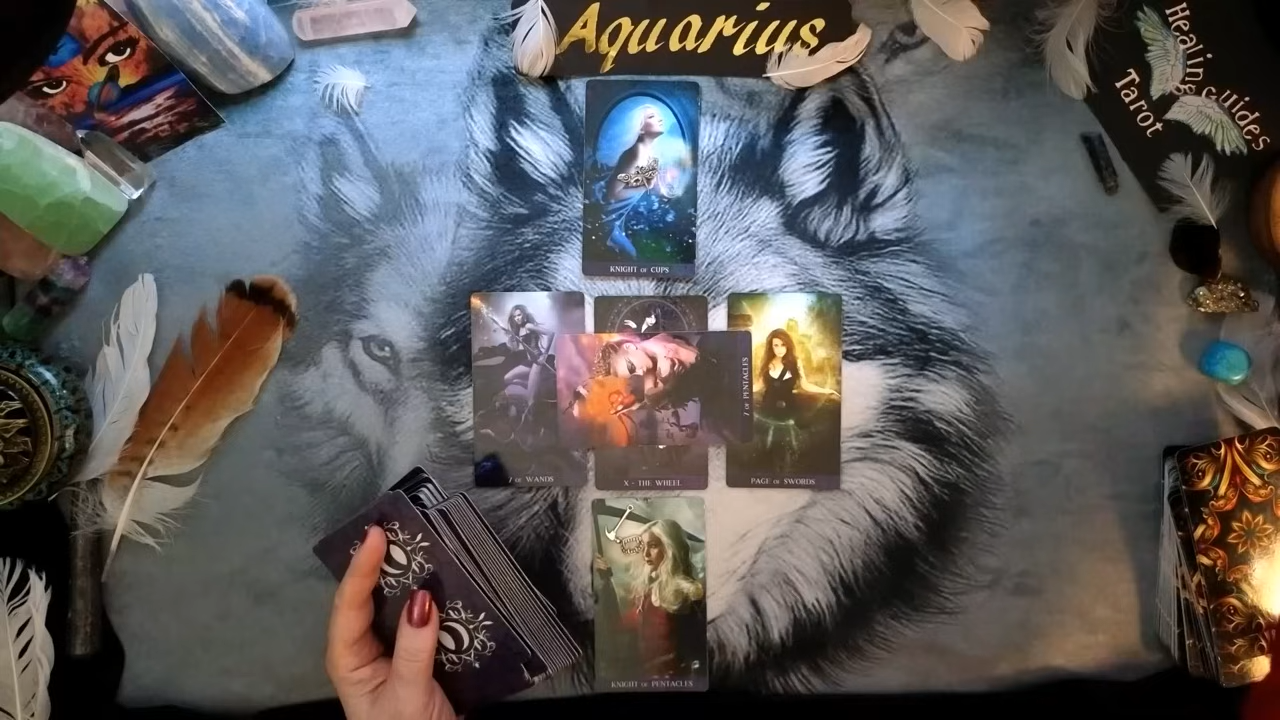 Aquarius
Healing Guides
Tarot
KNIGHT OF CUPS
7 OF WANDS
7 OF PENTACLES
X - THE WHEEL
PAGE OF SWORDS
KNIGHT OF PENTACLES